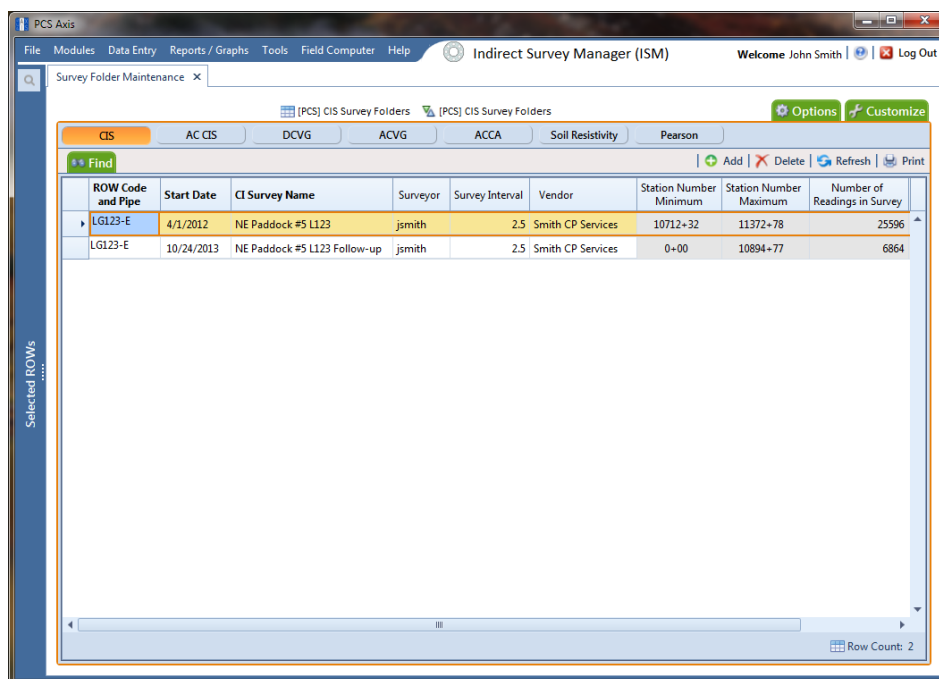 PCS Axis
File Modules Data Entry Reports / Graphs Tools Field Computer Help Indirect Survey Manager (ISM) Welcome John Smith Log Out
Survey Folder Maintenance X
[PCS] CIS Survey Folders [PCS] CIS Survey Folders Options Customize
CIS AC CIS DCVG ACVG ACCA Soil Resistivity Pearson
Find Add Delete Refresh Print
ROW Code and Pipe Start Date CI Survey Name Surveyor Survey Interval Vendor Station Number Minimum Station Number Maximum Number of Readings in Survey
LG123-E 4/1/2012 NE Paddock #5 L123 jsmith 2.5 Smith CP Services 10712+32 11372+78 25596
LG123-E 10/24/2013 NE Paddock #5 L123 Follow-up jsmith 2.5 Smith CP Services 0+00 10894+77 6864
Selected ROWs
Row Count: 2